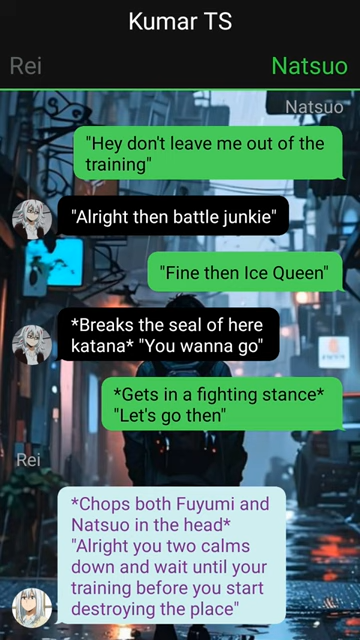 Kumar TS
Rei
Natsuo
Natsuo
"Hey don't leave me out of the
training"
"Alright then battle junkie"
"Fine then Ice Queen"
*Breaks the seal of here
katana* "You wanna go"
*Gets in a fighting stance*
"Let's go then"
Rei
*Chops both Fuyumi and
Natsuo in the head*
"Alright you two calms
down and wait until your
training before you start
destroying the place"